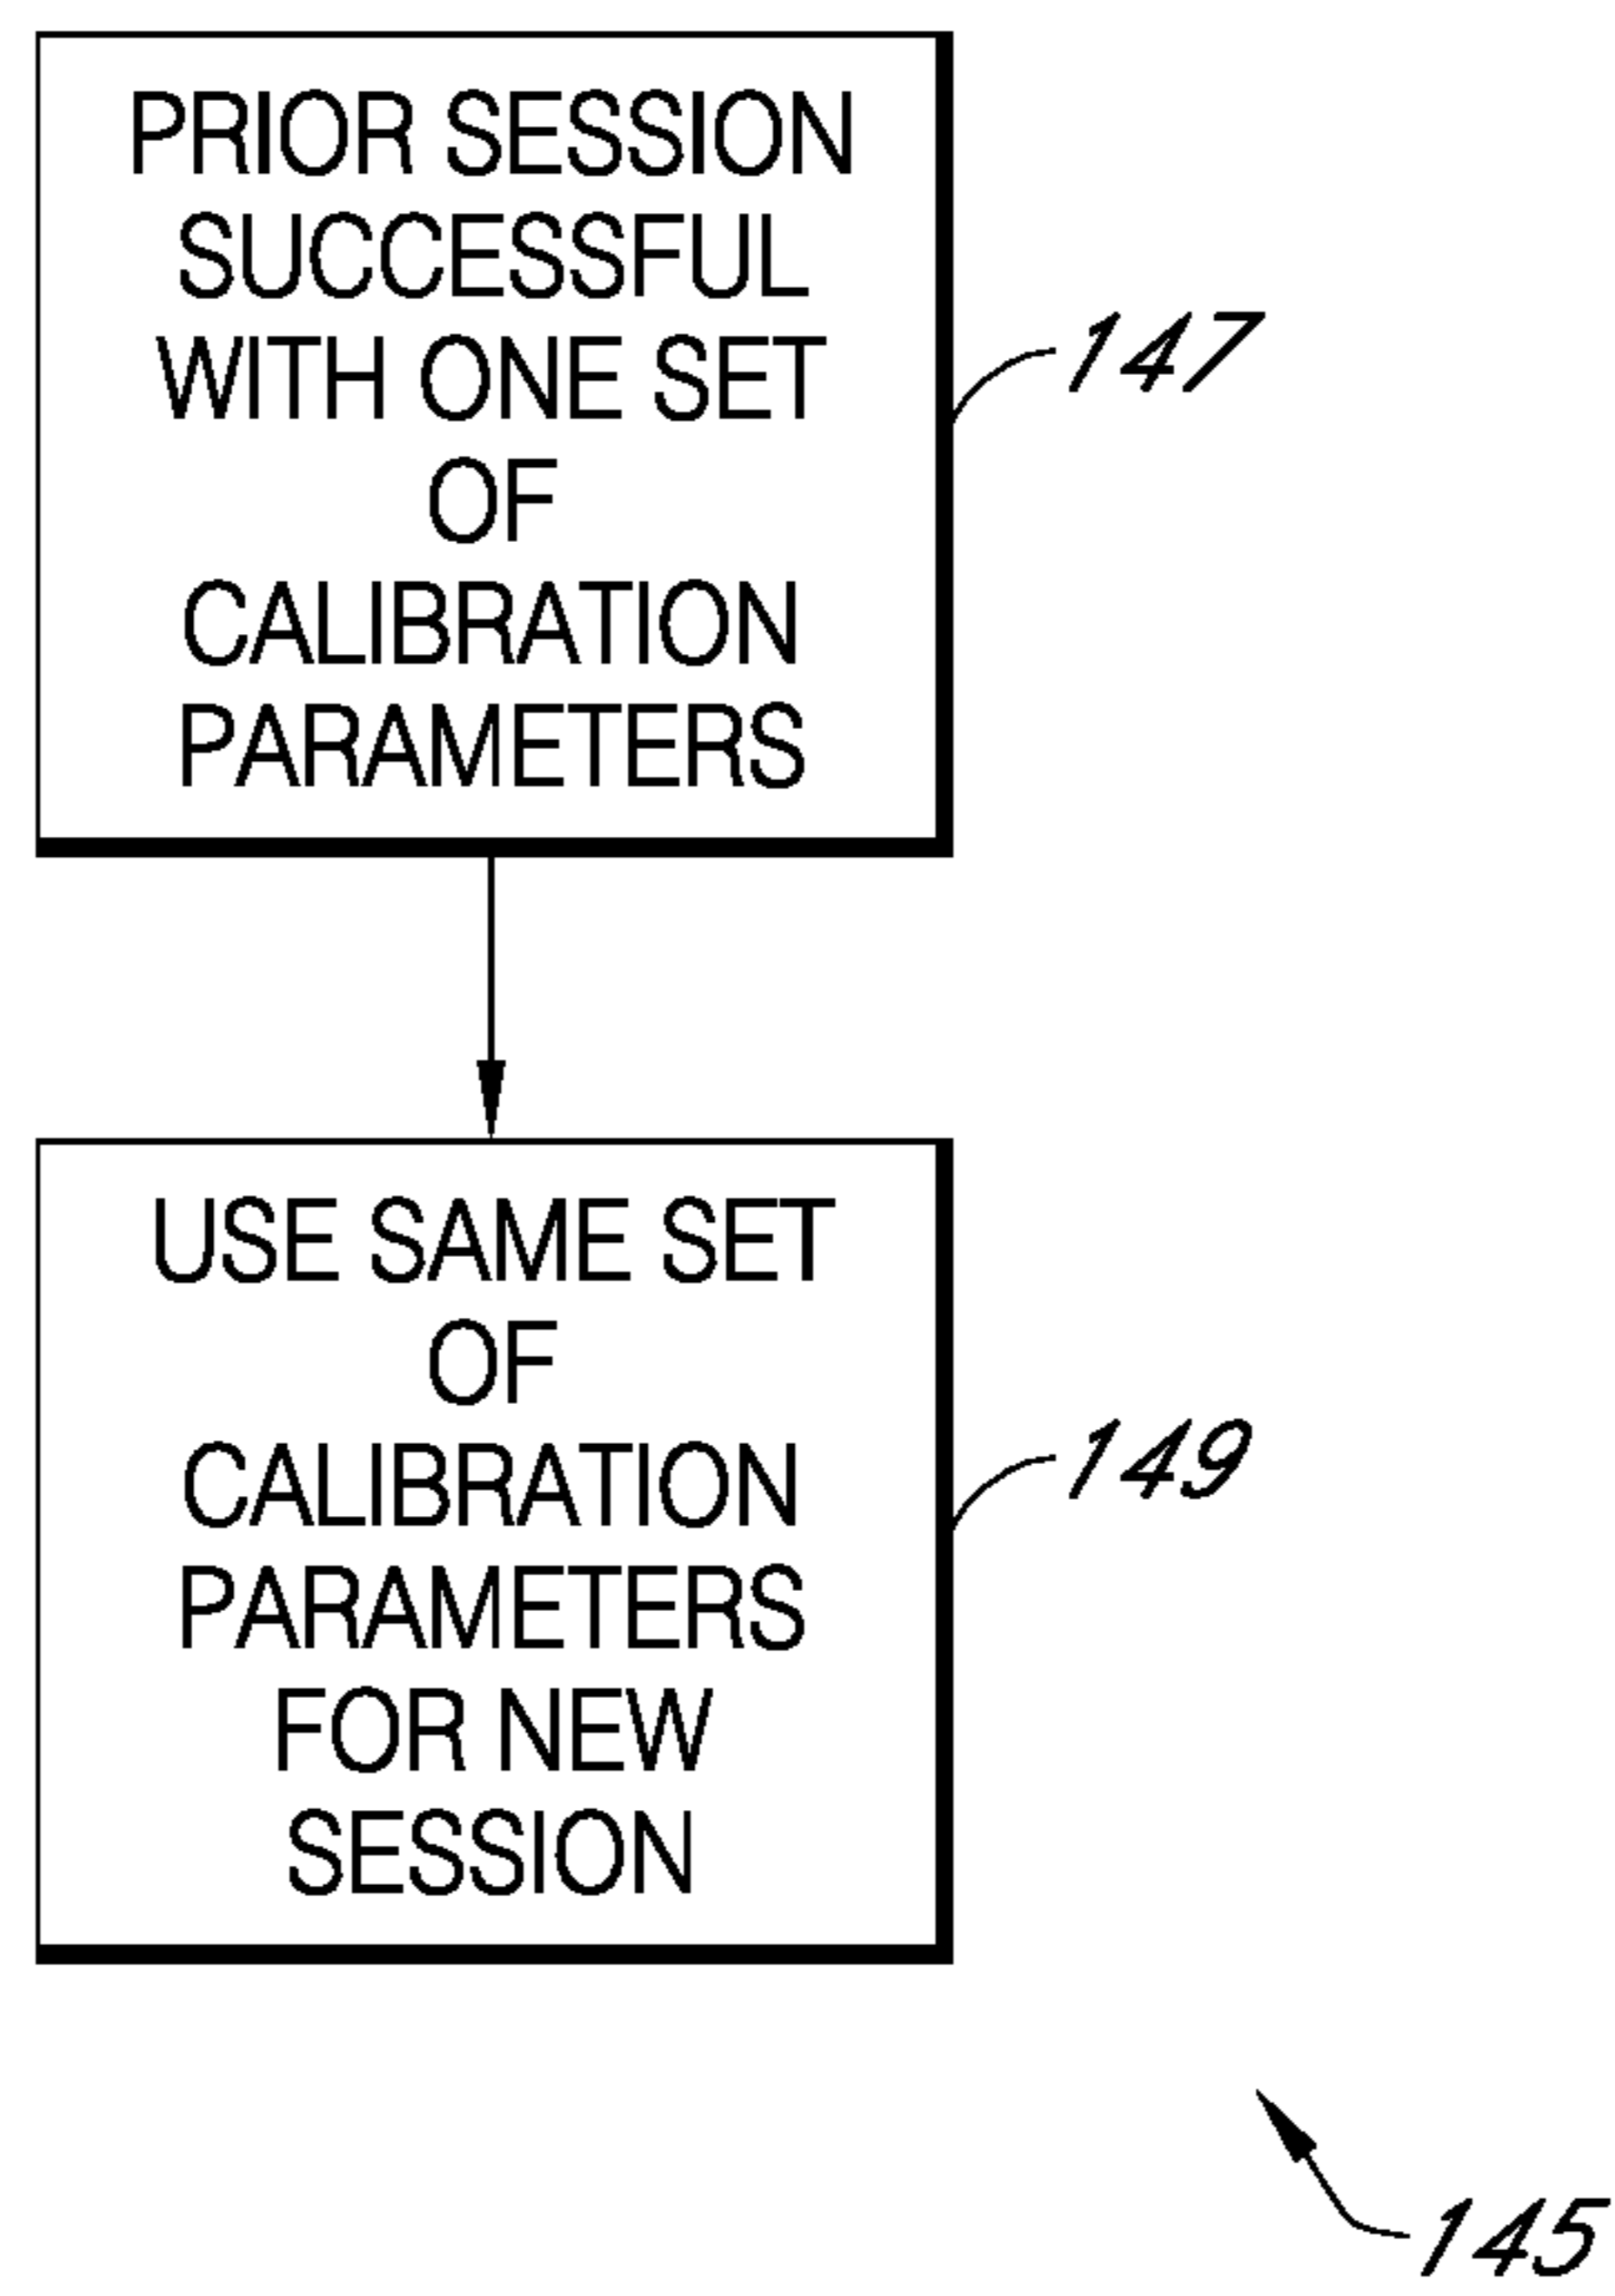 PRIOR SESSION
SUCCESSFUL
WITH ONE SET
OF
CALIBRATION
PARAMETERS
147
USE SAME SET
OF
CALIBRATION
PARAMETERS
FOR NEW
SESSION
149
145